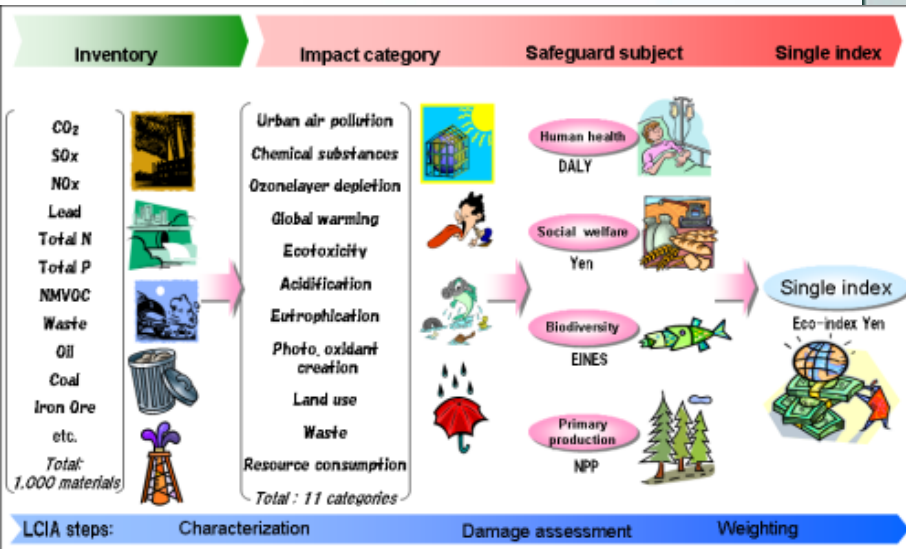 Inventory
Impact category
Safeguard subject
Single index
CO₂
SOx
NOx
Lead
Total N
Total P
NMVOC
Waste
Oil
Coal
Iron Ore
etc.
Total:
1,000 materials
Urban air pollution
Chemical substances
Ozonelayer depletion
Global warming
Ecotoxicity
Acidification
Eutrophication
Photo. oxidant
creation
Land use
Waste
Resource consumption
Total : 11 categories
Human health
DALY
Social welfare
Yen
Biodiversity
EINES
Primary
production
NPP
Single index
Eco-index Yen
LCIA steps:
Characterization
Damage assessment
Weighting